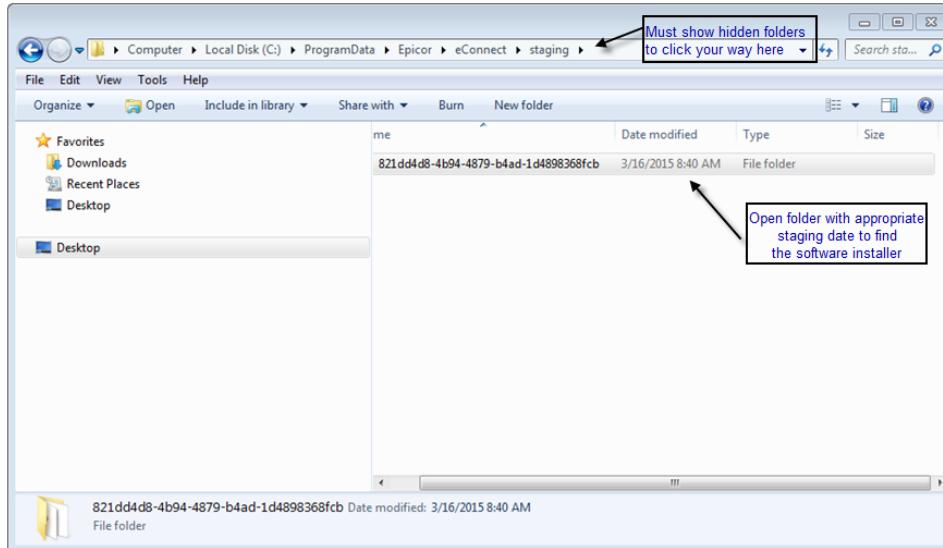 Must show hidden folders
to click your way here
Computer Local Disk (C:) ProgramData Epicor eConnect staging
Search sta...
File Edit View Tools Help
Organize Open Include in library Share with Burn New folder
me Date modified Type Size
Favorites
Downloads
Recent Places
Desktop
Desktop
821dd4d8-4b94-4879-b4ad-1d4898368fcb 3/16/2015 8:40 AM File folder
Open folder with appropriate
staging date to find
the software installer
821dd4d8-4b94-4879-b4ad-1d4898368fcb Date modified: 3/16/2015 8:40 AM
File folder